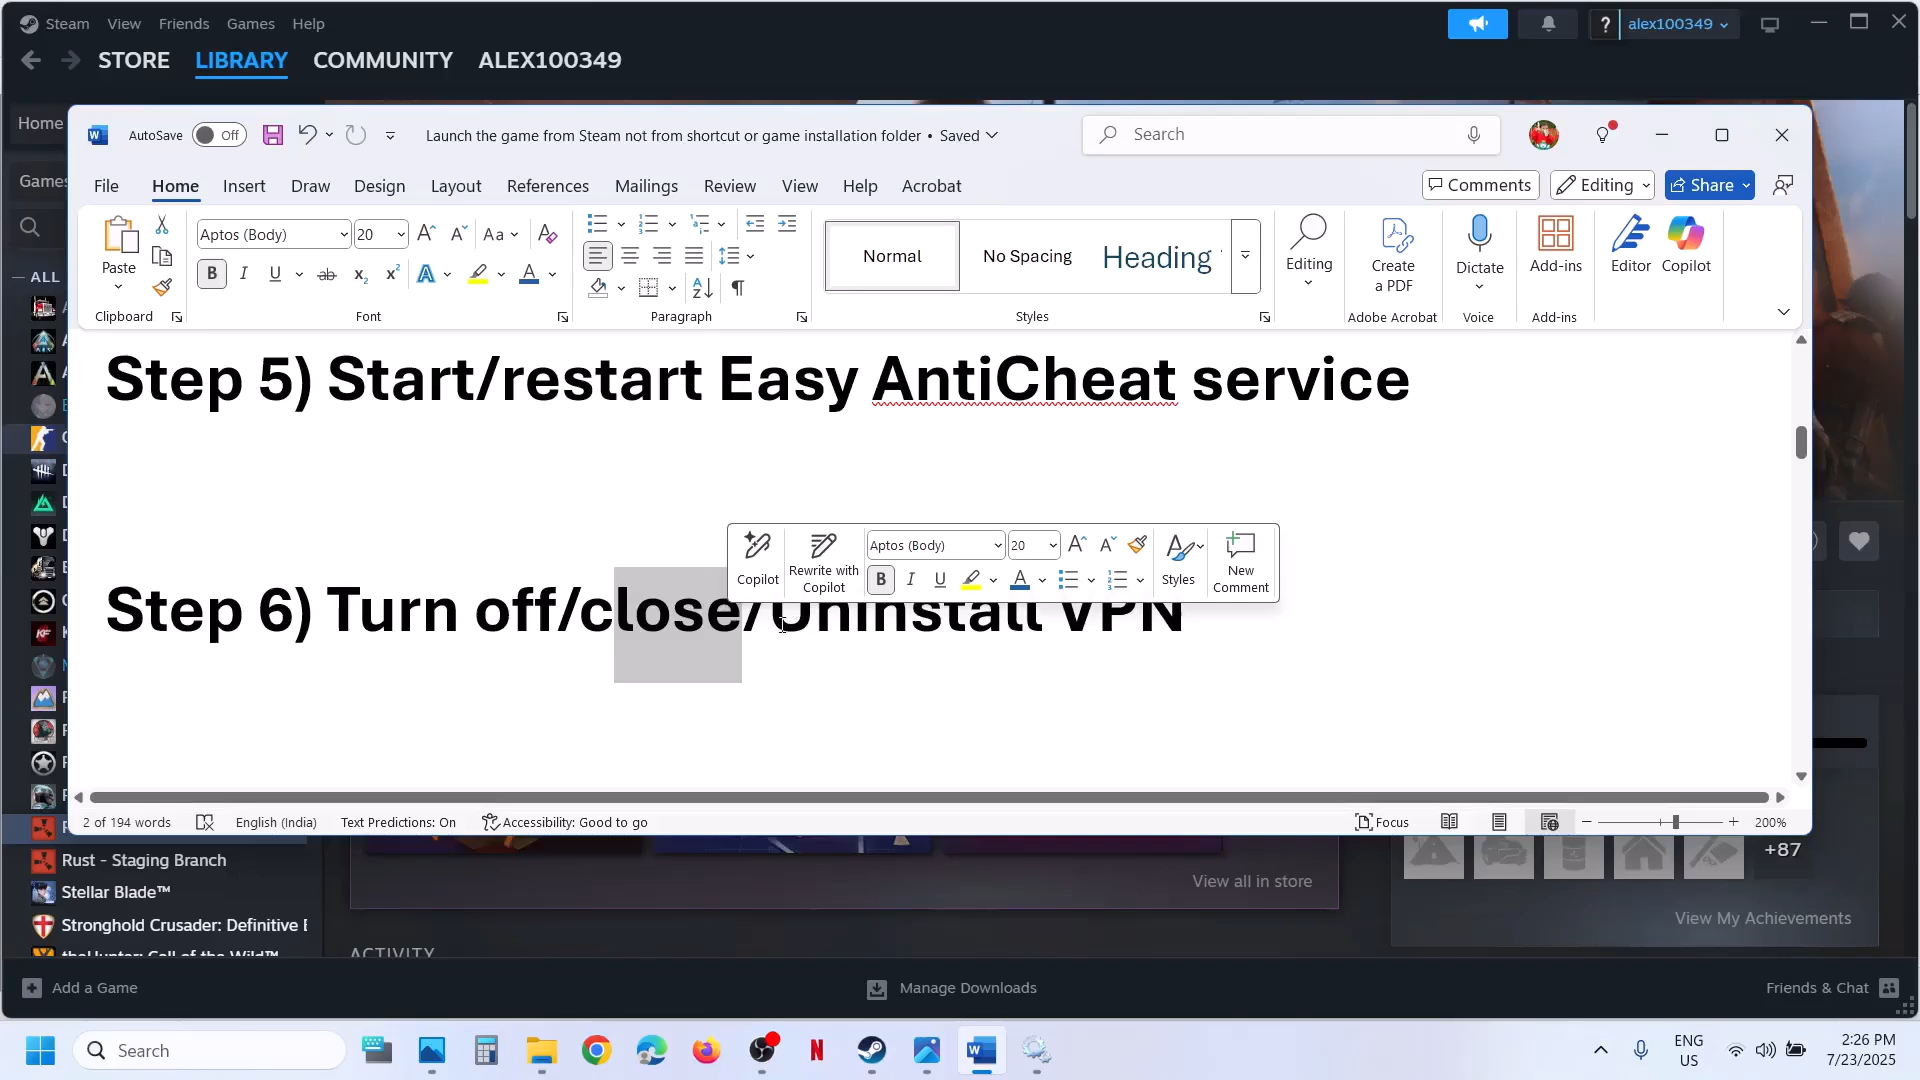 Steam View Friends Games Help
alex100349
STORE LIBRARY COMMUNITY ALEX100349
Home
Games
ALL
AutoSave Off
Launch the game from Steam not from shortcut or game installation folder • Saved
Search
File Home Insert Draw Design Layout References Mailings Review View Help Acrobat
Comments Editing Share
Paste
Aptos (Body) 20
Normal No Spacing Heading
Editing
Create a PDF
Dictate
Add-ins
Editor
Copilot
Clipboard Font Paragraph Styles Adobe Acrobat Voice Add-ins
Step 5) Start/restart Easy AntiCheat service
Copilot
Rewrite with Copilot
Aptos (Body) 20
Styles
New Comment
Step 6) Turn off/close/Uninstall VPN
2 of 194 words English (India) Text Predictions: On Accessibility: Good to go
Focus
200%
Rust - Staging Branch
Stellar Blade™
Stronghold Crusader: Definitive E
theHunter: Call of the Wild™
View all in store
ACTIVITY
+87
View My Achievements
Add a Game
Manage Downloads
Friends & Chat
Search
ENG
US
2:26 PM
7/23/2025